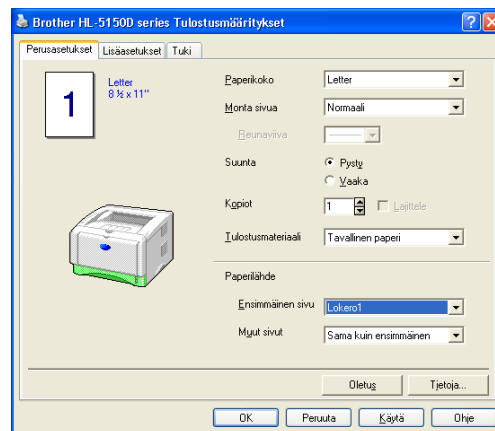 Brother HL-5150D series Tulostusmääritykset
Perusasetukset Lisäasetukset Tuki
1
Letter
8 ½ x 11"
Paperikoko Letter
Monta sivua Normaali
Reunaviiva
Suunta Pysty
Vaaka
Kopiot 1 Lajittele
Tulostusmateriaali Tavallinen paperi
Paperilähde
Ensimmäinen sivu Lokero1
Muut sivut Sama kuin ensimmäinen
Oletus Tietoja...
OK Peruuta Käytä Ohje